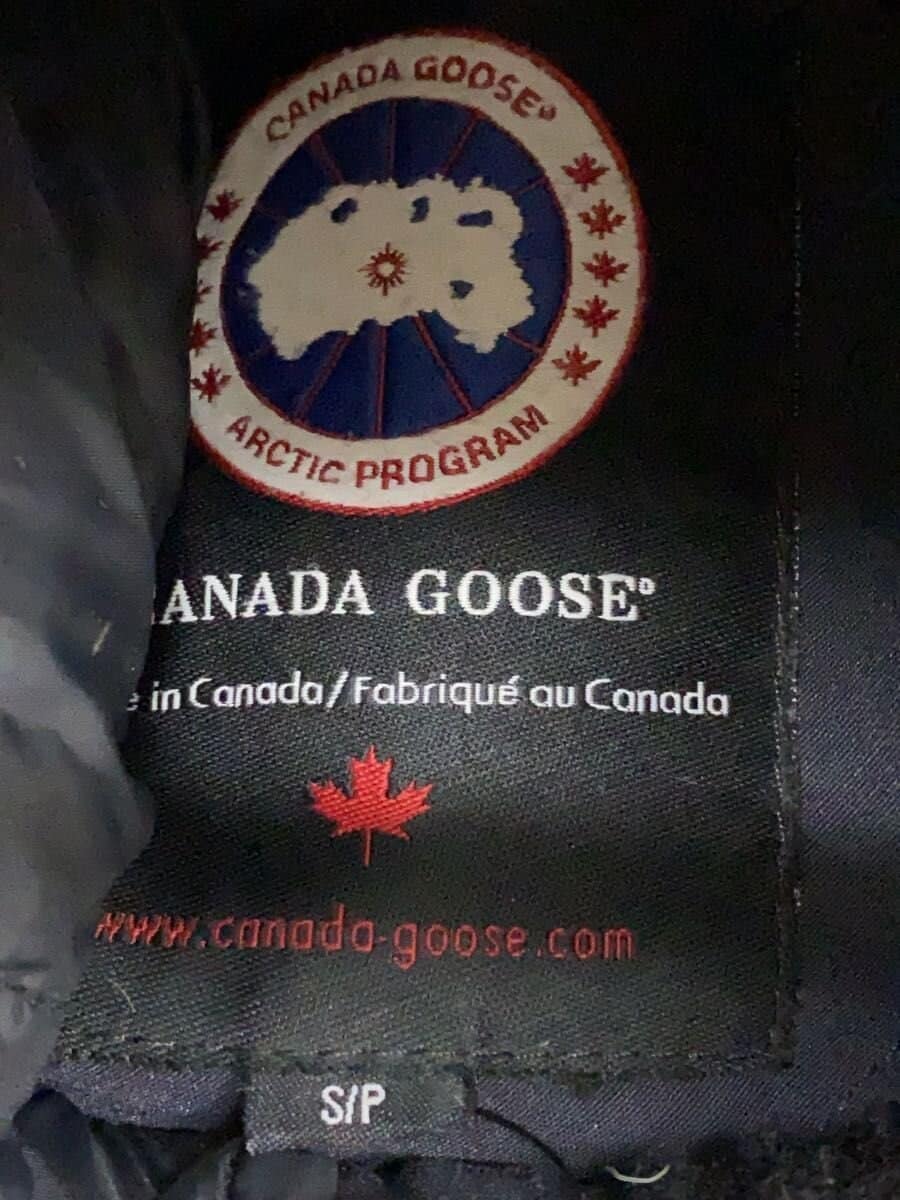 CANADA GOOSE®
ARCTIC PROGRAM
ANADA GOOSE®
in Canada/Fabriqué au Canada
www.canada-goose.com
S/P